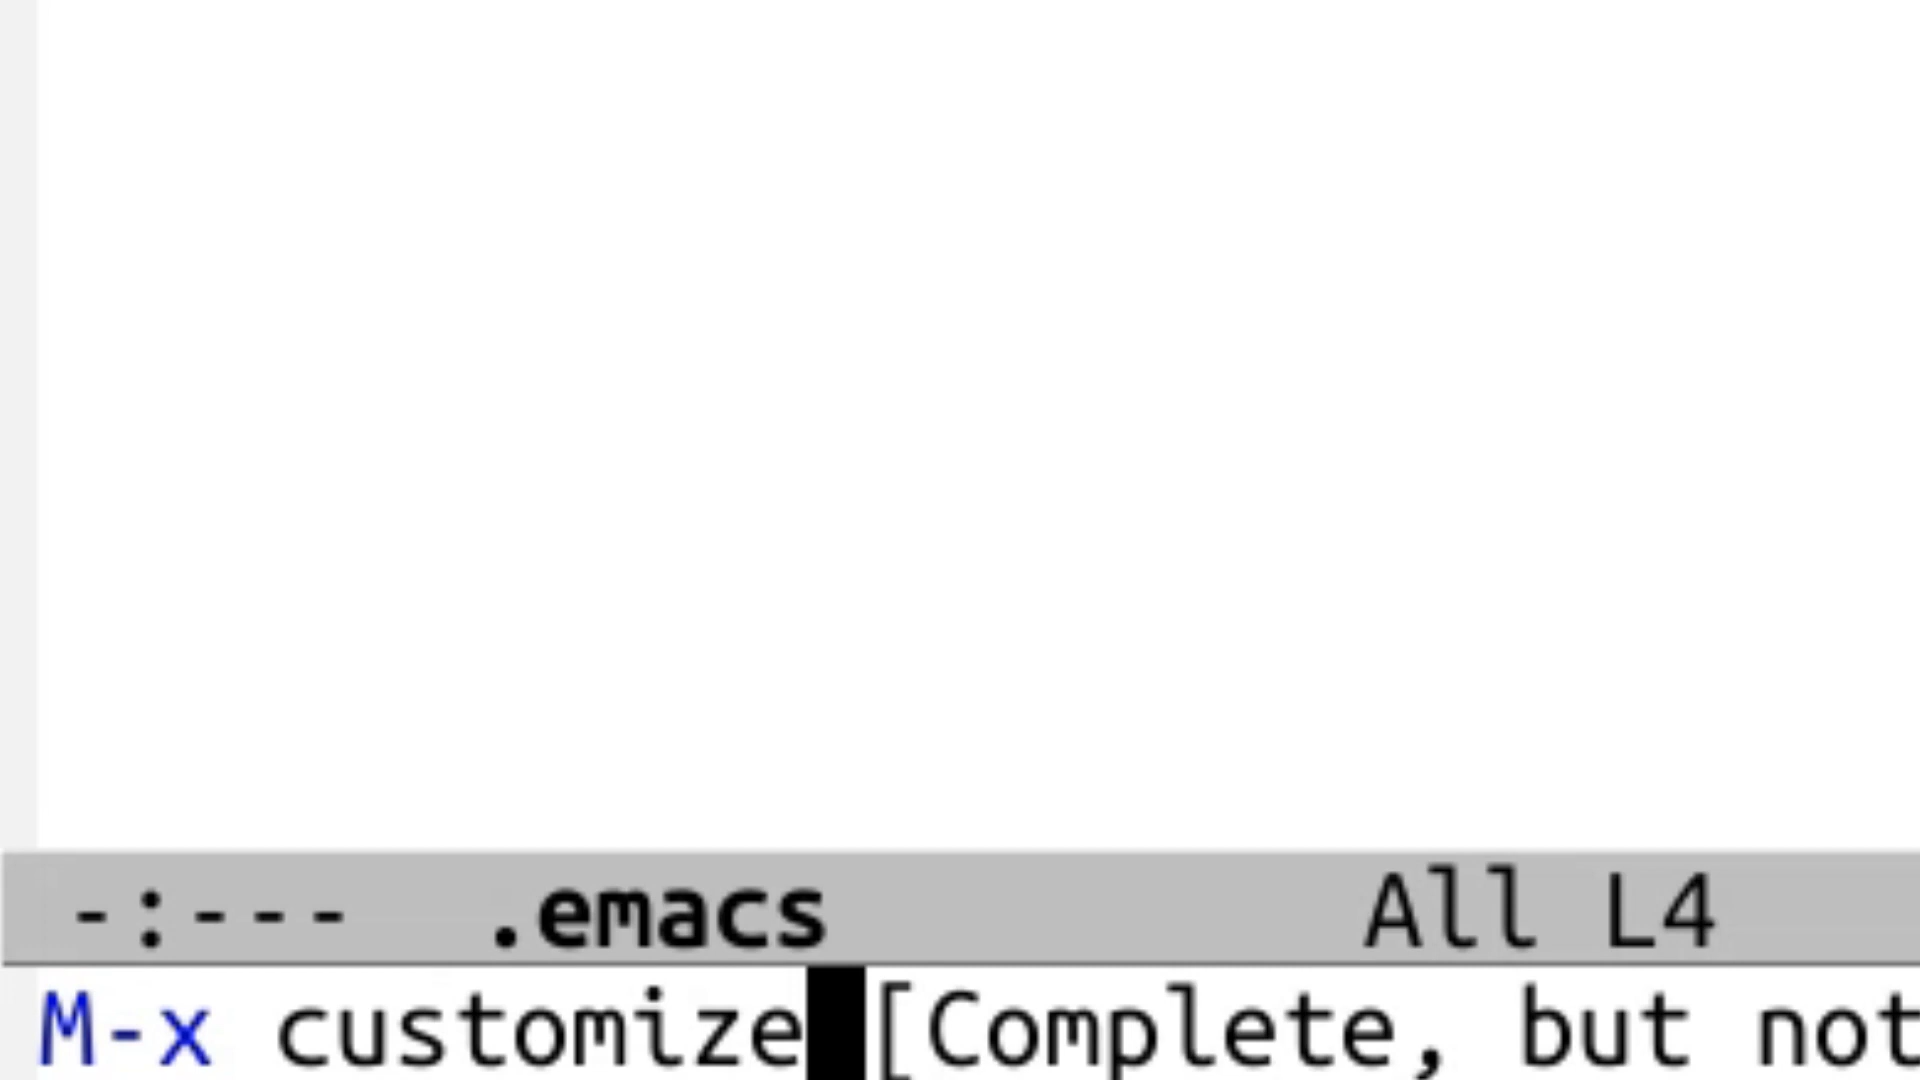 -:--- .emacs All L4
M-x customize [Complete, but not